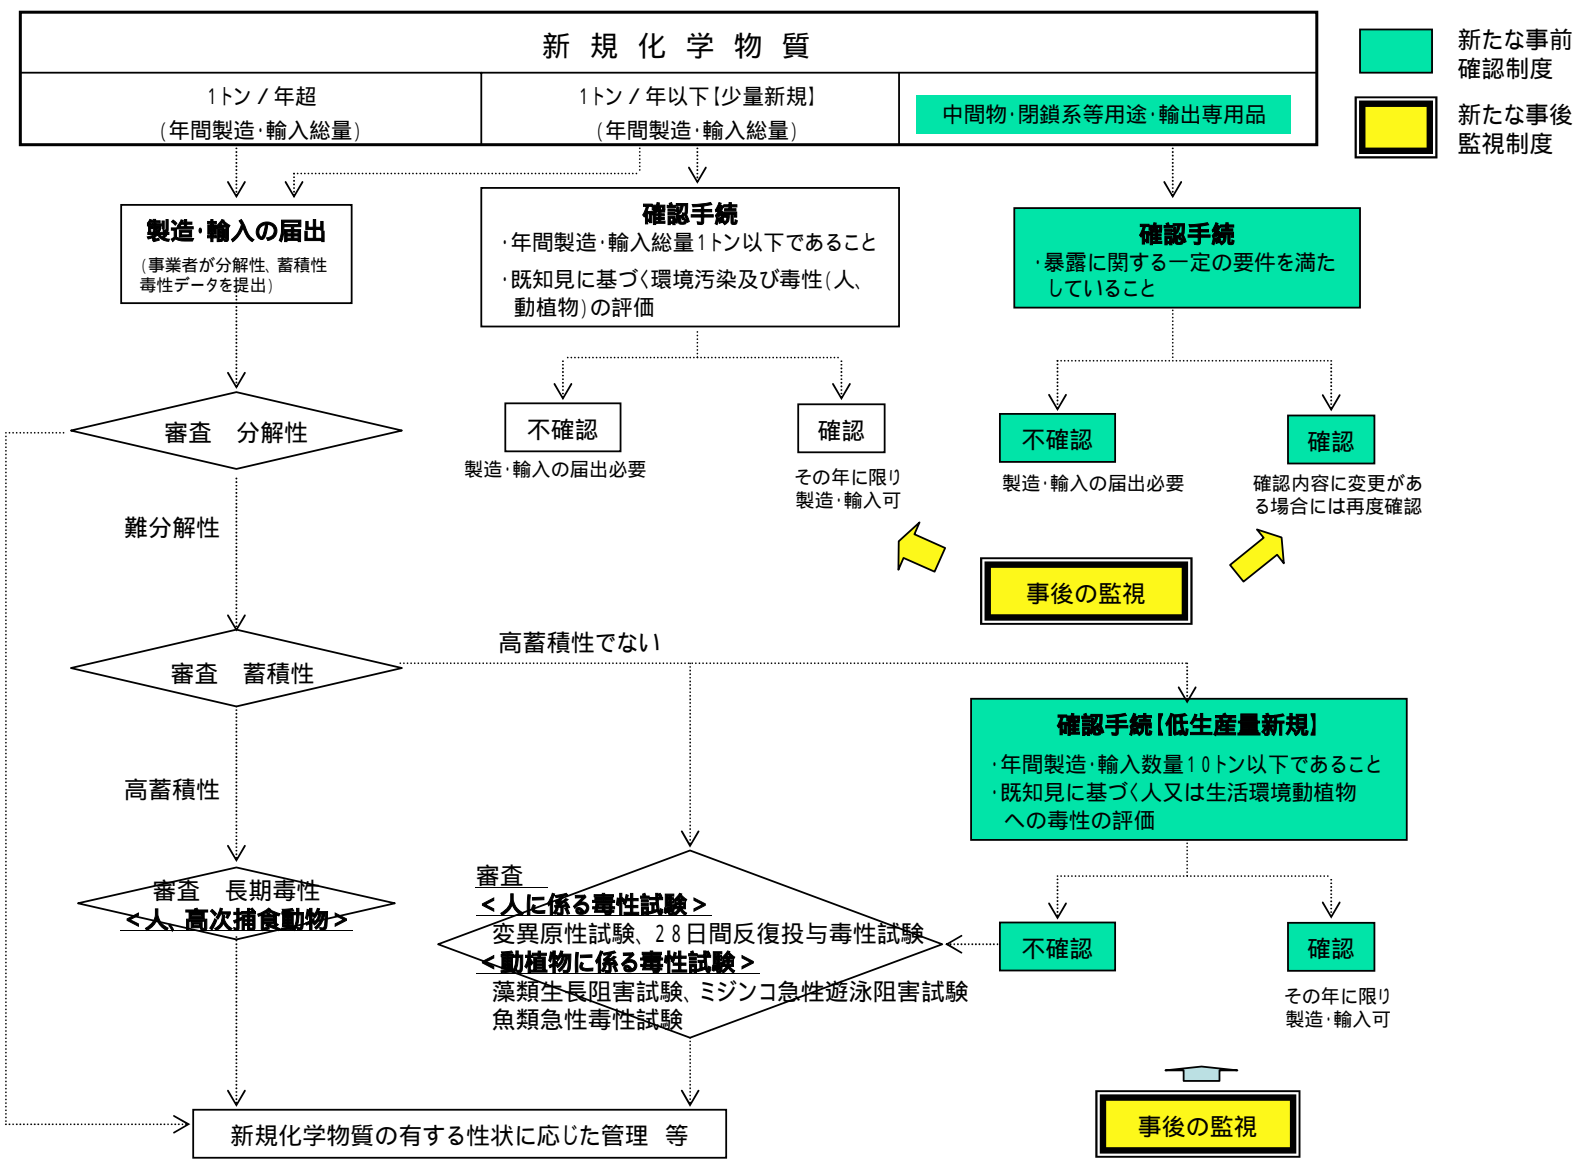 新規化学物質
1トン/年超
(年間製造･輸入総量)
1トン/年以下【少量新規】
(年間製造･輸入総量)
中間物･閉鎖系等用途･輸出専用品
新たな事前
確認制度
新たな事後
監視制度
製造･輸入の届出
(事業者が分解性、蓄積性
毒性データを提出)
確認手続
･年間製造･輸入総量1トン以下であること
･既知見に基づく環境汚染及び毒性(人、
動植物)の評価
確認手続
･暴露に関する一定の要件を満た
していること
審査 分解性
不確認
製造･輸入の届出必要
確認
その年に限り
製造･輸入可
不確認
製造･輸入の届出必要
確認
確認内容に変更があ
る場合には再度確認
難分解性
事後の監視
審査 蓄積性
高蓄積性でない
確認手続【低生産量新規】
･年間製造･輸入数量10トン以下であること
･既知見に基づく人又は生活環境動植物
への毒性の評価
高蓄積性
審査 長期毒性
<人、高次捕食動物>
審査
<人に係る毒性試験>
変異原性試験、28日間反復投与毒性試験
<動植物に係る毒性試験>
藻類生長阻害試験、ミジンコ急性遊泳阻害試験
魚類急性毒性試験
不確認
確認
その年に限り
製造･輸入可
事後の監視
新規化学物質の有する性状に応じた管理 等